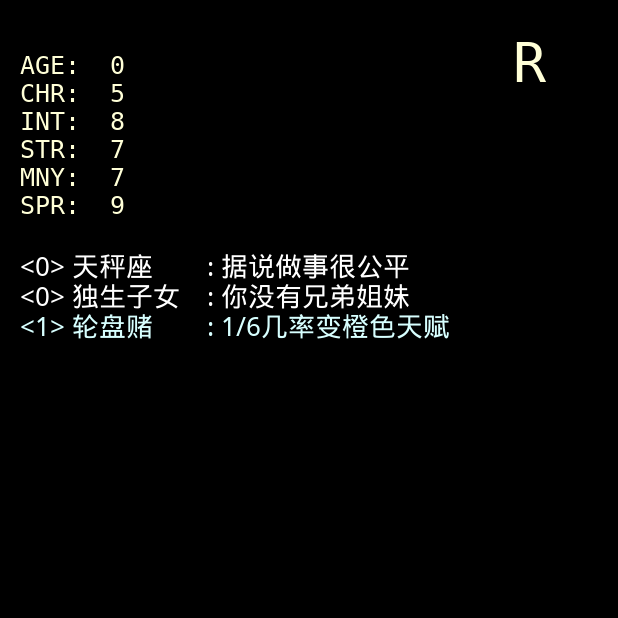 R
AGE: 0
CHR: 5
INT: 8
STR: 7
MNY: 7
SPR: 9
<0> 天秤座 : 据说做事很公平
<0> 独生子女 : 你没有兄弟姐妹
<1> 轮盘赌 : 1/6几率变橙色天赋